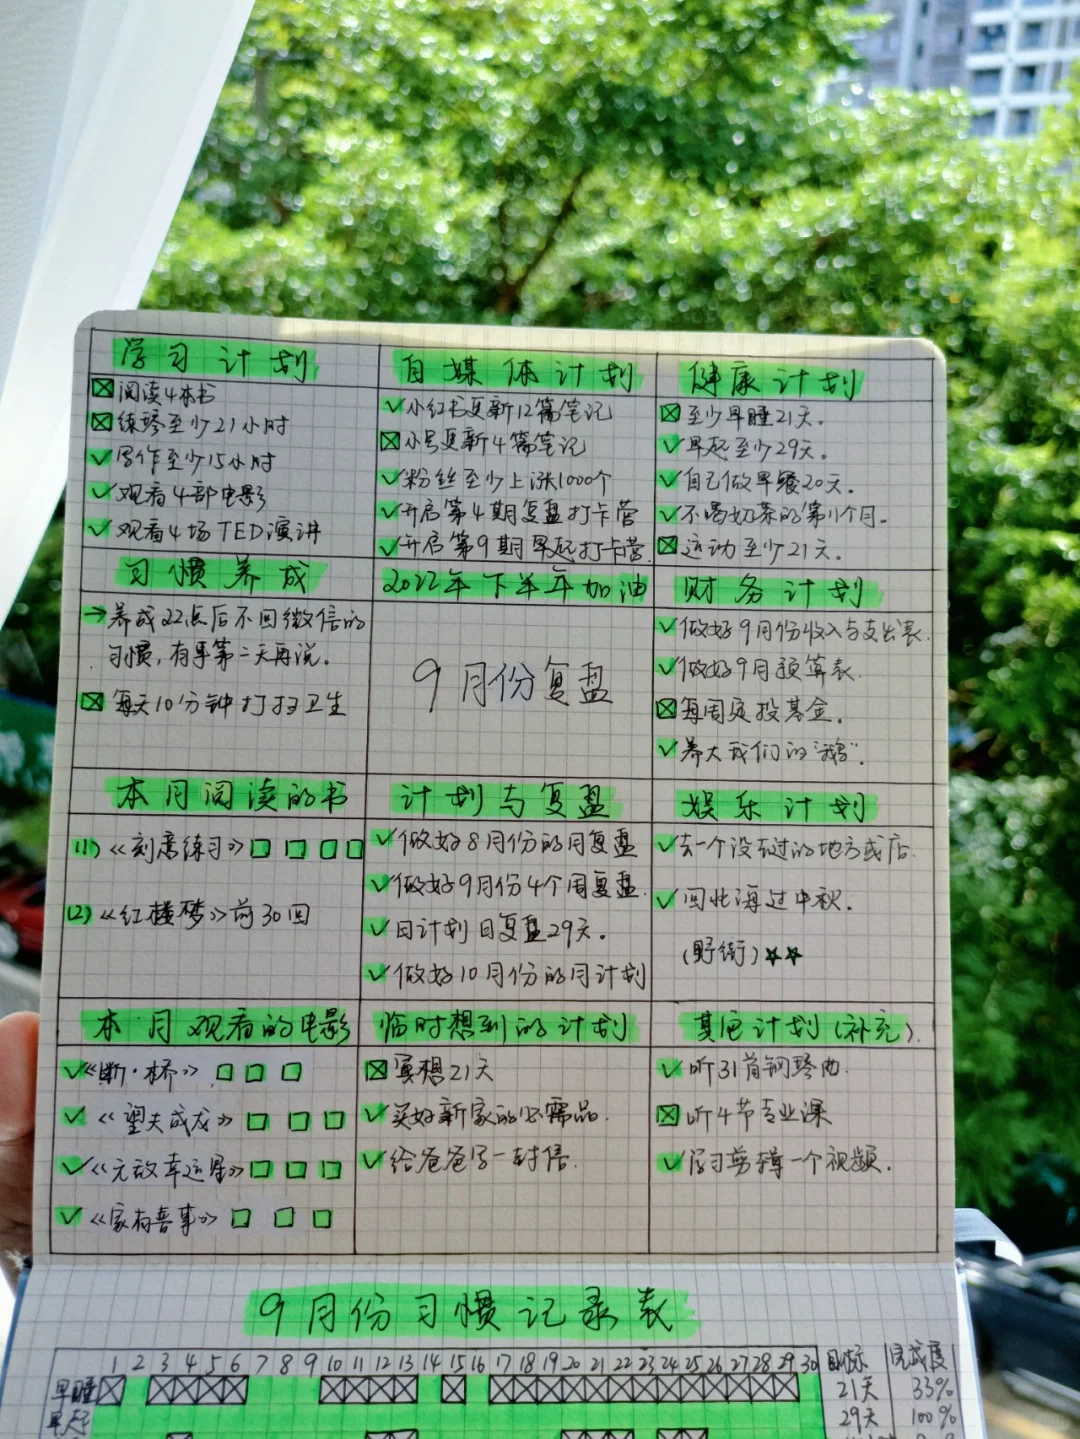 学习计划
☒阅读4本书
☒练琴至少21小时
✓写作至少15小时
✓观看4部电影
✓观看4场TED演讲
自媒体计划
✓小红书更新12篇笔记
☒小号更新4篇笔记
✓粉丝至少上涨1000个
✓开启第4期复盘打卡营
✓开启第9期早起打卡营
健康计划
☒至少早睡21天。
✓早起至少29天。
✓自己做早餐20天。
✓不喝奶茶的第11个月。
☒运动至少21天。
习惯养成
→养成22点后不回微信的
习惯,有事第二天再说。
☒每天10分钟打扫卫生
2022年下半年加油
9月份复盘
财务计划
✓做好9月份收入与支出表.
✓做好9月预算表.
☒每周定投基金。
✓养大我们的“鹅”.
本月阅读的书
(1)《刻意练习》□ □ □ □
(2)《红楼梦》前30回
计划与复盘
✓做好8月份的月复盘
✓做好9月份4个周复盘.
✓日计划日复盘29天。
✓做好10月份的月计划
娱乐计划
✓去一个没去过的地方或店.
✓回北海过中秋.
(野街)★★
本月观看的电影
✓《断·桥》□ □ □
✓《望夫成龙》□ □ □
✓《无敌幸运星》□ □ □
✓《家有喜事》□ □ □
临时想到的计划
☒冥想21天
✓买好新家的必需品.
✓给爸爸写一封信.
其它计划(补充)
✓听31首钢琴曲.
☒听4节专业课
✓学习剪辑一个视频.
9月份习惯记录表
1 2 3 4 5 6 7 8 9 10 11 12 13 14 15 16 17 18 19 20 21 22 23 24 25 26 27 28 29 30 目标 完成度
早睡 21天 33%
早起 29天 100%